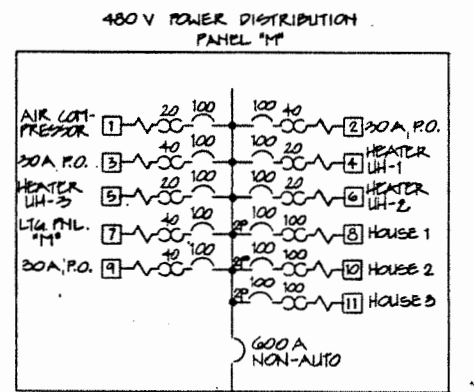 480 V POWER DISTRIBUTION
PANEL "M"
AIR COM-
PRESSOR 1 20 100 100 40 2 30A, P.O.
30A, P.O. 3 40 100 100 20 4 HEATER
UH-1
HEATER
UH-3 5 20 100 100 20 6 HEATER
UH-2
LTG. PNL.
"M" 7 40 100 2P 100 100 8 HOUSE 1
30A, P.O. 9 40 100 2P 100 100 10 HOUSE 2
2P 100 100 11 HOUSE 3
600 A
NON-AUTO